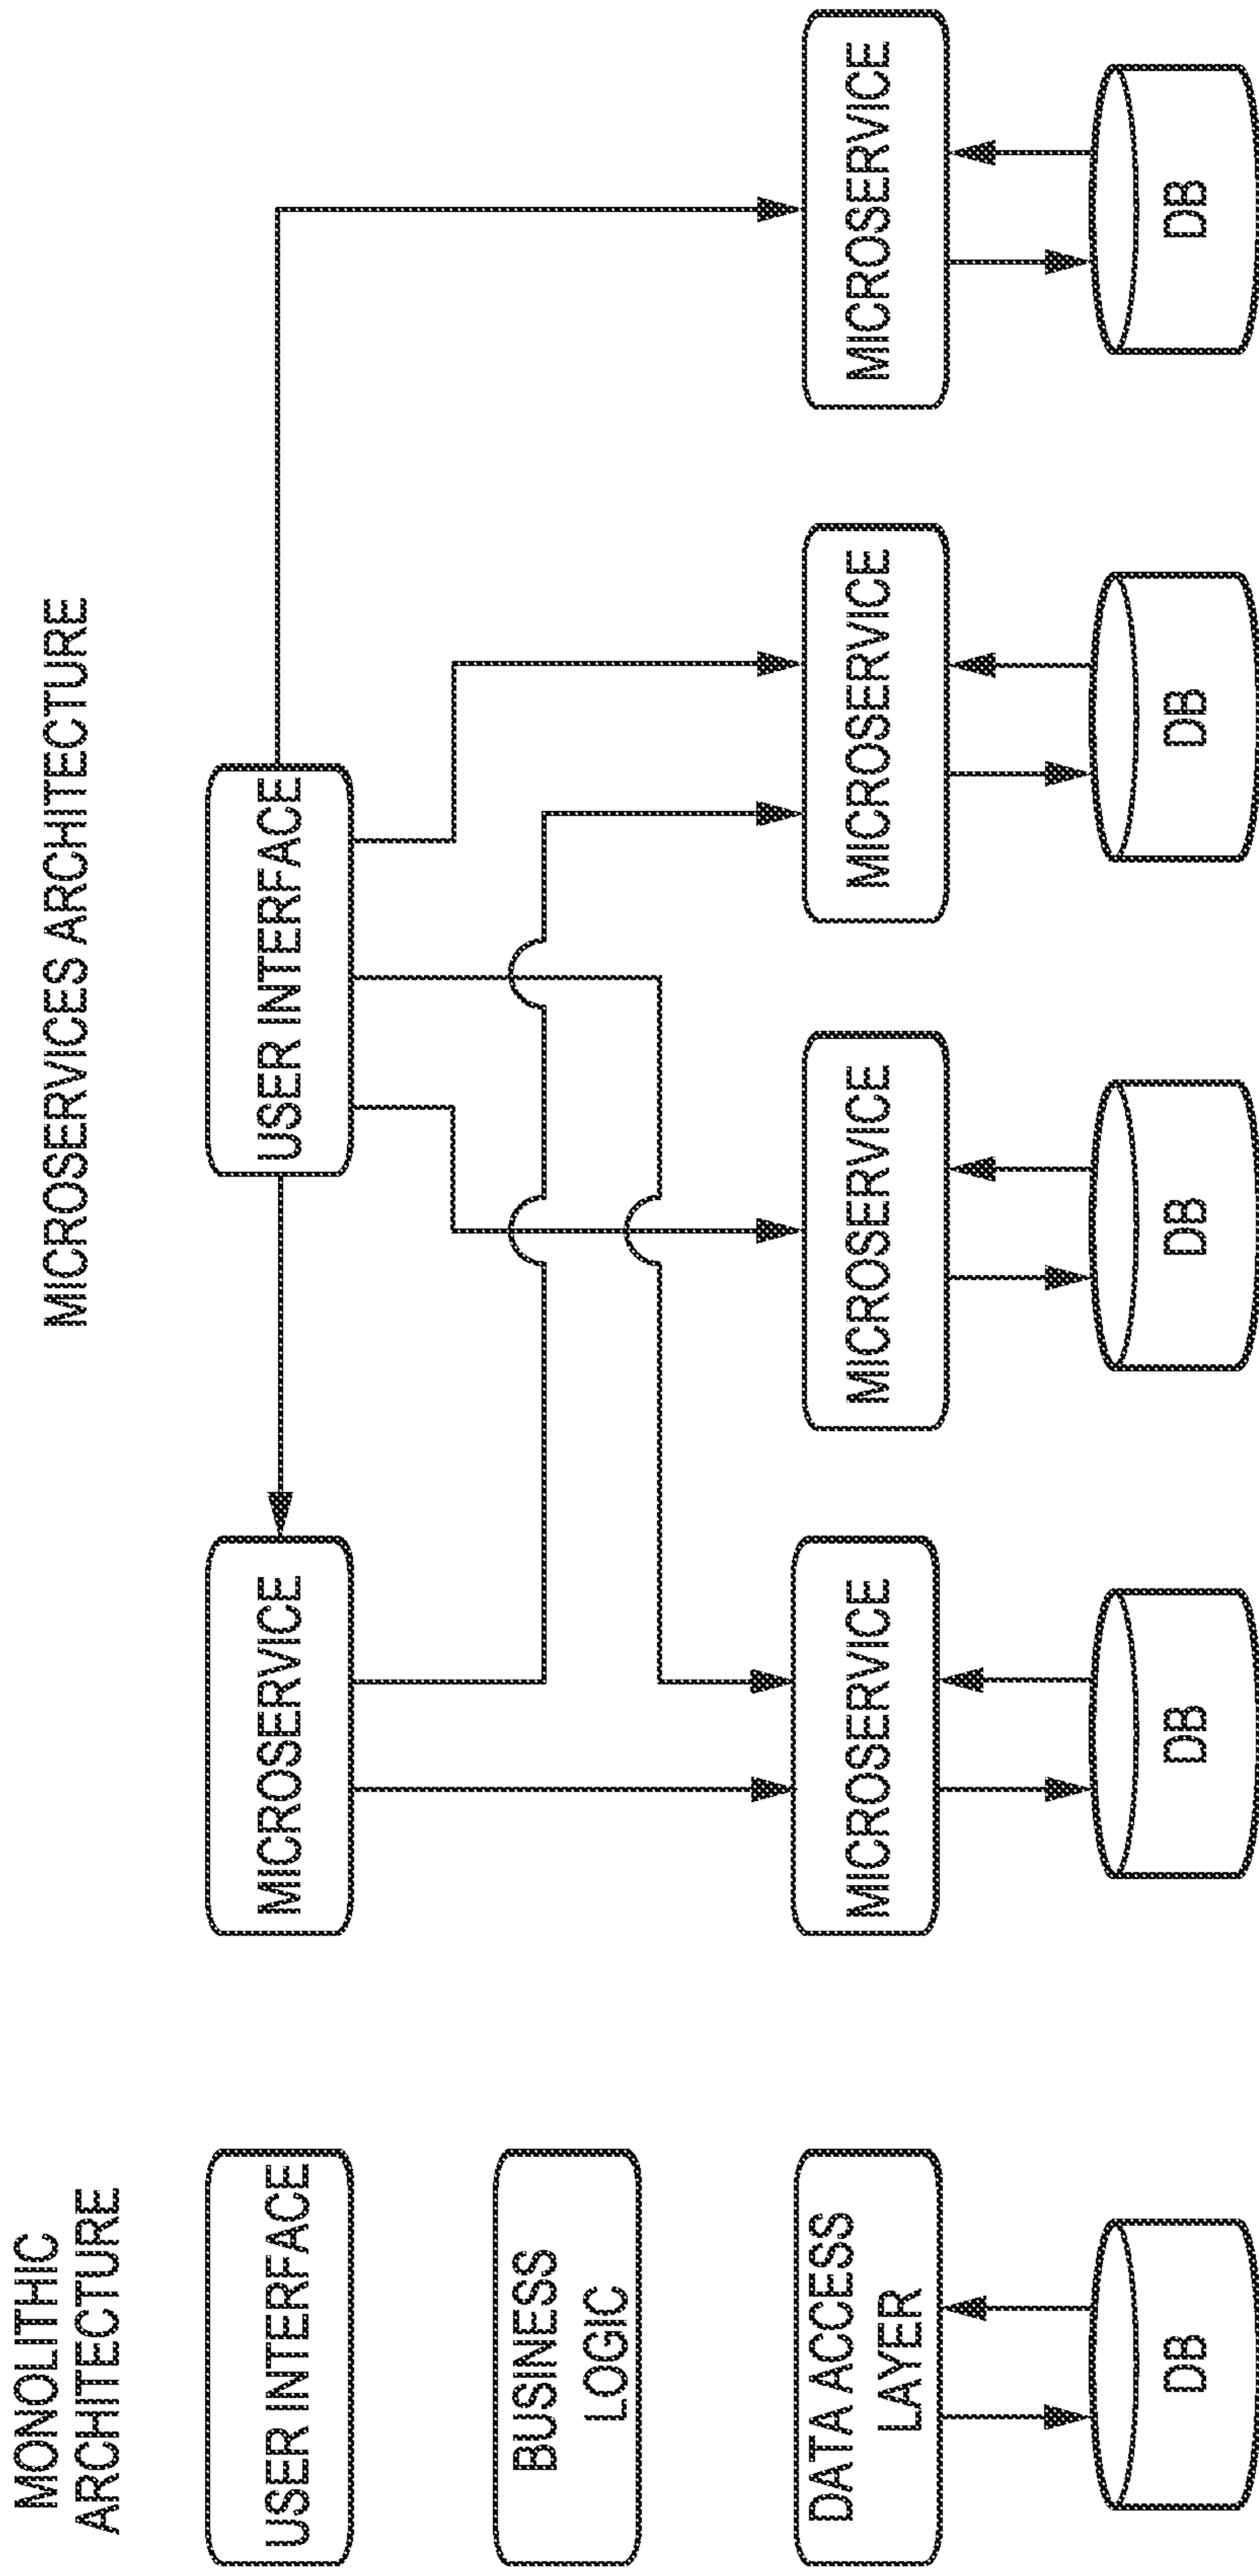 MONOLITHIC
ARCHITECTURE
USER INTERFACE
BUSINESS
LOGIC
DATA ACCESS
LAYER
DB
MICROSERVICES ARCHITECTURE
MICROSERVICE
USER INTERFACE
MICROSERVICE
MICROSERVICE
MICROSERVICE
MICROSERVICE
DB
DB
DB
DB